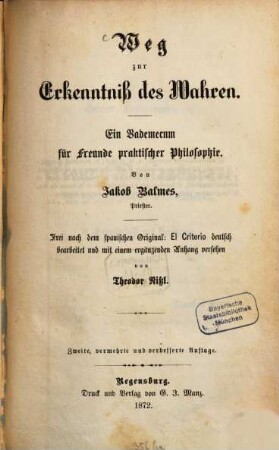 Weg
zur
Erkenntniß des Wahren.
Ein Vademecum
für Freunde praktischer Philosophie.
Von
Jakob Balmes,
Priester.
Frei nach dem spanischen Original: El Critorio deutsch
bearbeitet und mit einem ergänzenden Anhang versehen
von
Theodor Nißl.
Bayerische
Staatsbibliothek
München
Zweite, vermehrte und verbesserte Auflage.
Regensburg.
Druck und Verlag von G. J. Manz.
1872.